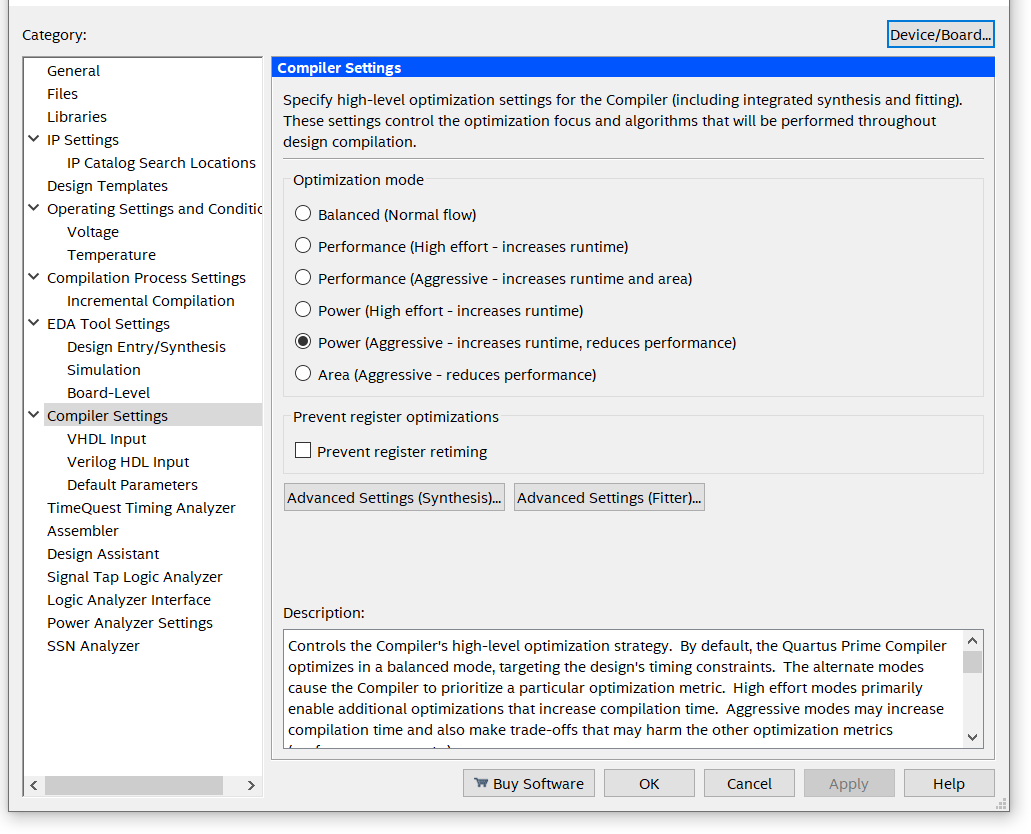 Category:
Device/Board...
General
Files
Libraries
IP Settings
IP Catalog Search Locations
Design Templates
Operating Settings and Conditic
Voltage
Temperature
Compilation Process Settings
Incremental Compilation
EDA Tool Settings
Design Entry/Synthesis
Simulation
Board-Level
Compiler Settings
VHDL Input
Verilog HDL Input
Default Parameters
TimeQuest Timing Analyzer
Assembler
Design Assistant
Signal Tap Logic Analyzer
Logic Analyzer Interface
Power Analyzer Settings
SSN Analyzer
Compiler Settings
Specify high-level optimization settings for the Compiler (including integrated synthesis and fitting).
These settings control the optimization focus and algorithms that will be performed throughout
design compilation.
Optimization mode
Balanced (Normal flow)
Performance (High effort - increases runtime)
Performance (Aggressive - increases runtime and area)
Power (High effort - increases runtime)
Power (Aggressive - increases runtime, reduces performance)
Area (Aggressive - reduces performance)
Prevent register optimizations
Prevent register retiming
Advanced Settings (Synthesis)...
Advanced Settings (Fitter)...
Description:
Controls the Compiler's high-level optimization strategy.  By default, the Quartus Prime Compiler
optimizes in a balanced mode, targeting the design's timing constraints.  The alternate modes
cause the Compiler to prioritize a particular optimization metric.  High effort modes primarily
enable additional optimizations that increase compilation time.  Aggressive modes may increase
compilation time and also make trade-offs that may harm the other optimization metrics
Buy Software
OK
Cancel
Apply
Help